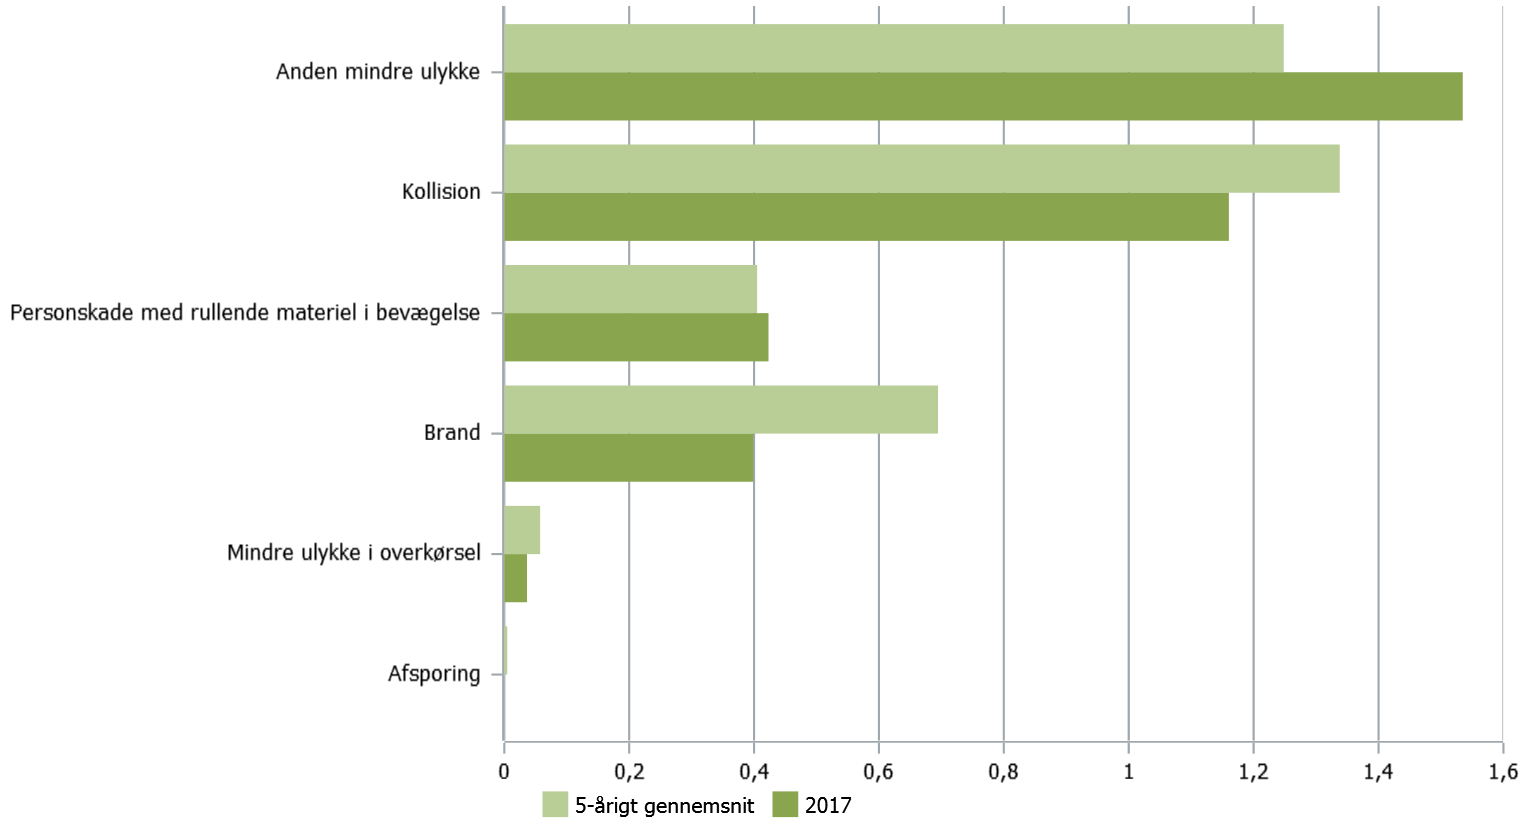 Anden mindre ulykke
Kollision
Personskade med rullende materiel i bevægelse
Brand
Mindre ulykke i overkørsel
Afsporing
0 0,2 0,4 0,6 0,8 1 1,2 1,4 1,6
5-årigt gennemsnit 2017